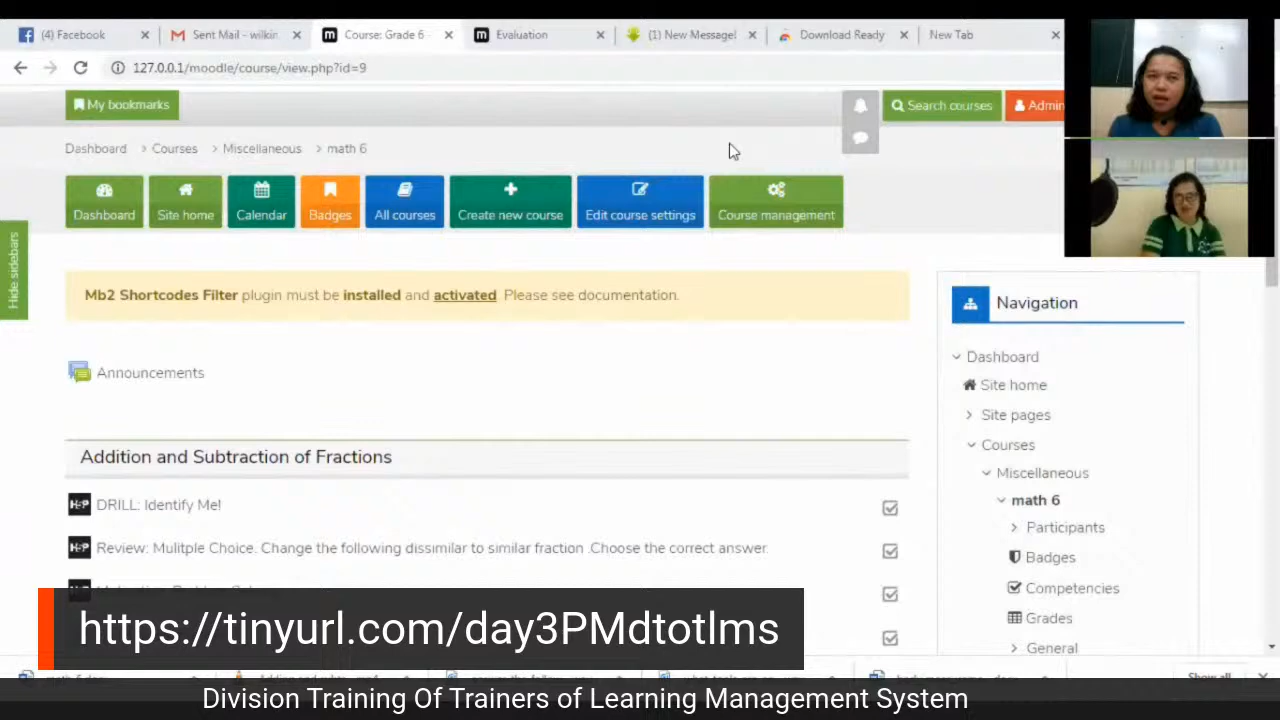 (4) Facebook
Sent Mail - wilkin
Course: Grade 6
Evaluation
(1) New Message!
Download Ready
New Tab
127.0.0.1/moodle/course/view.php?id=9
My bookmarks
Search courses
Admin
Dashboard > Courses > Miscellaneous > math 6
Dashboard
Site home
Calendar
Badges
All courses
Create new course
Edit course settings
Course management
Hide sidebars
Mb2 Shortcodes Filter plugin must be installed and activated. Please see documentation.
Announcements
Addition and Subtraction of Fractions
H-P DRILL: Identify Me!
H-P Review: Mulitple Choice. Change the following dissimilar to similar fraction .Choose the correct answer.
Navigation
Dashboard
Site home
Site pages
Courses
Miscellaneous
math 6
Participants
Badges
Competencies
Grades
General
https://tinyurl.com/day3PMdtotlms
Show all
Division Training Of Trainers of Learning Management System